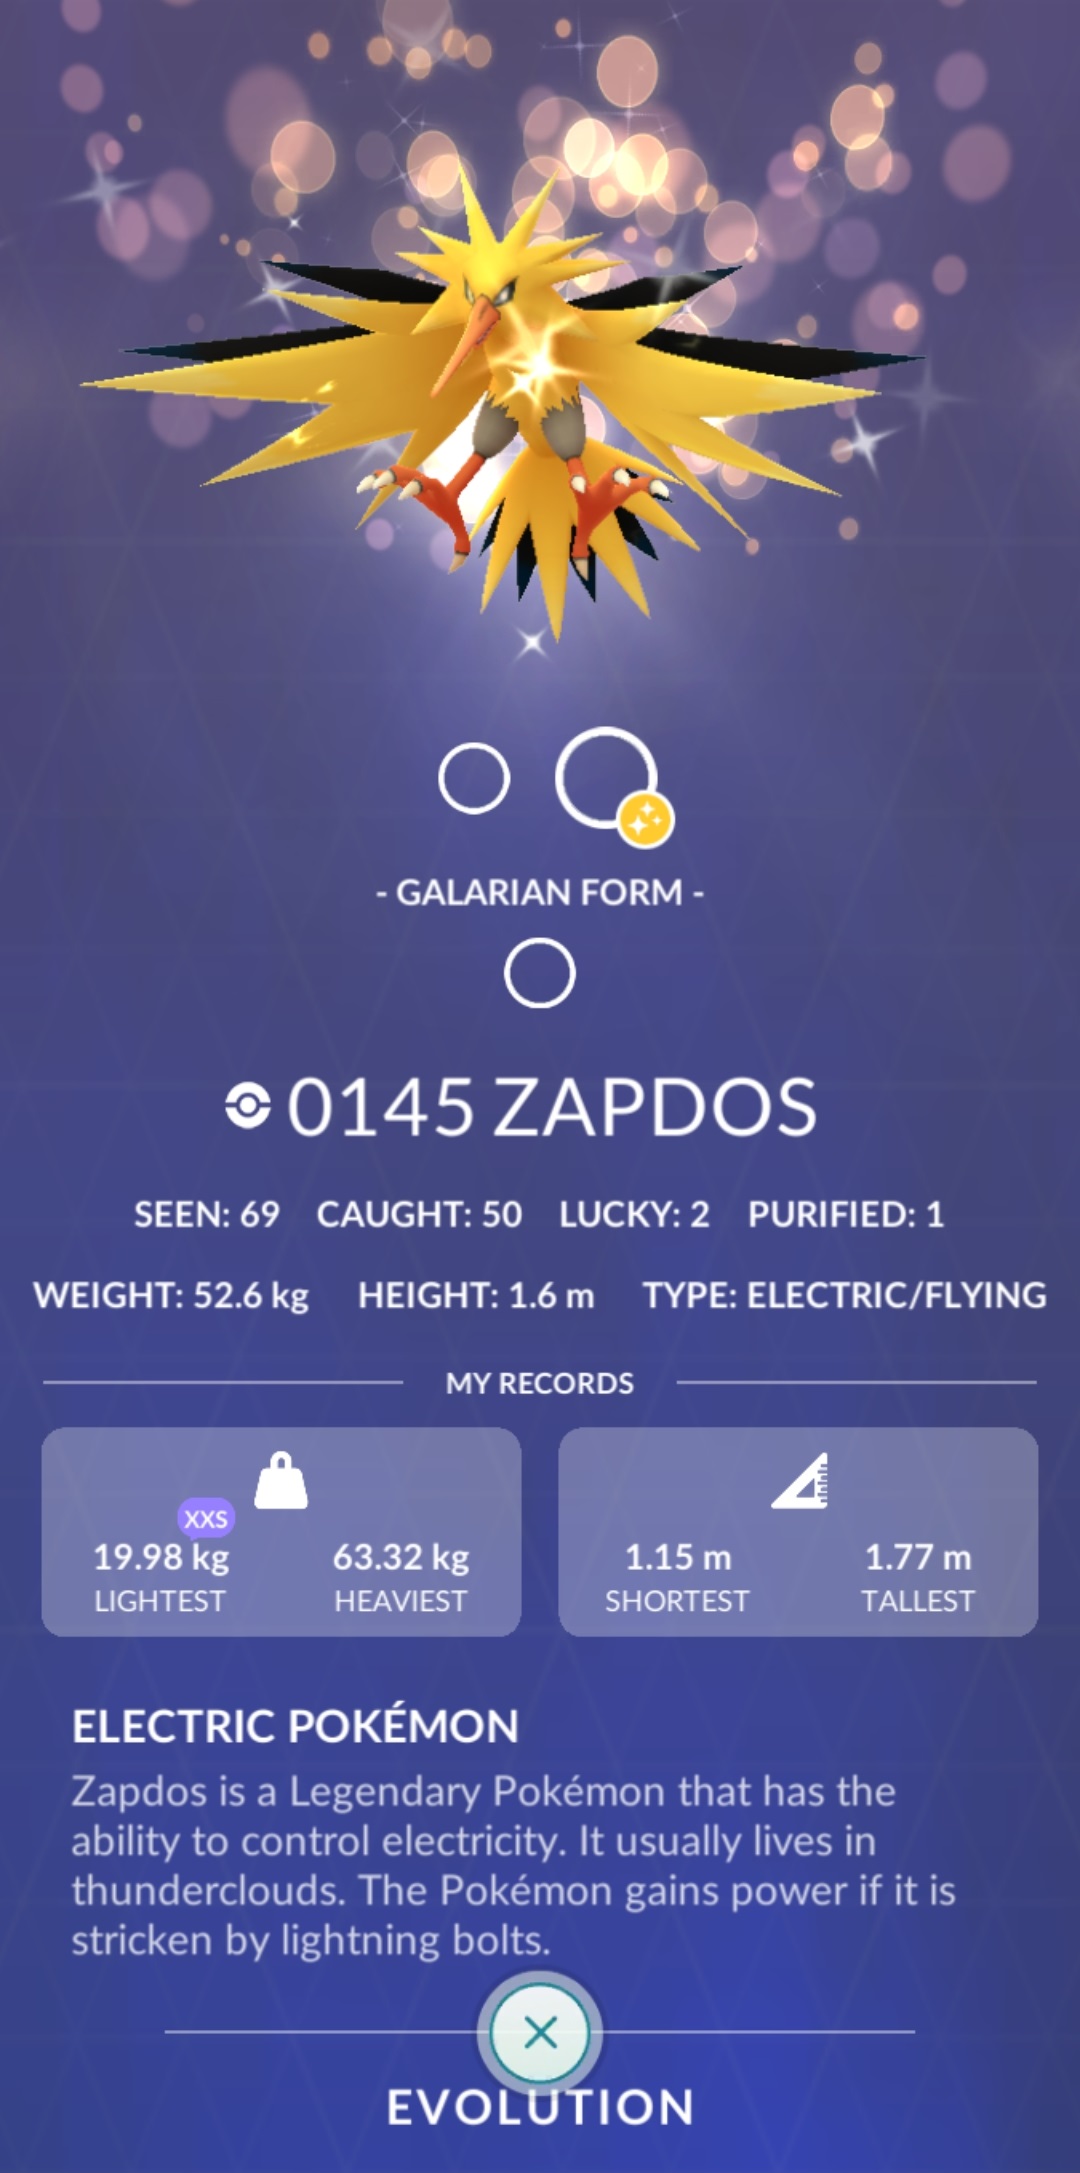 - GALARIAN FORM -
0145 ZAPDOS
SEEN: 69 CAUGHT: 50 LUCKY: 2 PURIFIED: 1
WEIGHT: 52.6 kg HEIGHT: 1.6 m TYPE: ELECTRIC/FLYING
MY RECORDS
XXS
19.98 kg 63.32 kg 1.15 m 1.77 m
LIGHTEST HEAVIEST SHORTEST TALLEST
ELECTRIC POKÉMON
Zapdos is a Legendary Pokémon that has the
ability to control electricity. It usually lives in
thunderclouds. The Pokémon gains power if it is
stricken by lightning bolts.
EVOLUTION